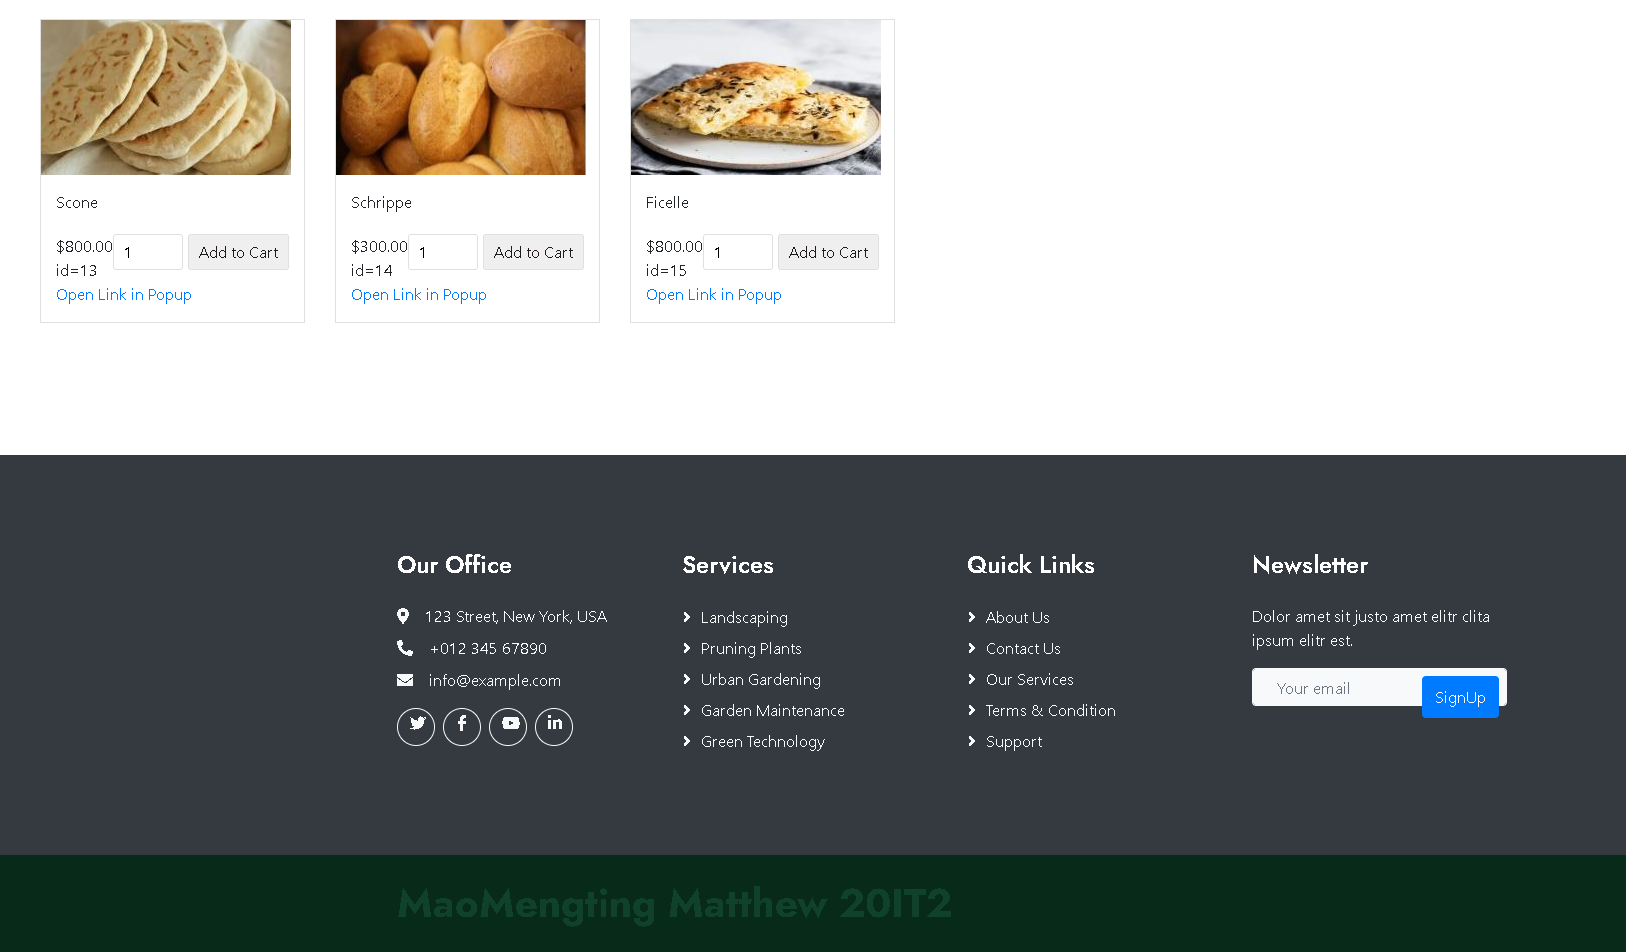 Scone
$800.00 1 Add to Cart
id=13
Open Link in Popup
Schrippe
$300.00 1 Add to Cart
id=14
Open Link in Popup
Ficelle
$800.00 1 Add to Cart
id=15
Open Link in Popup
Our Office
123 Street, New York, USA
+012 345 67890
info@example.com
Services
Landscaping
Pruning Plants
Urban Gardening
Garden Maintenance
Green Technology
Quick Links
About Us
Contact Us
Our Services
Terms & Condition
Support
Newsletter
Dolor amet sit justo amet elitr clita
ipsum elitr est.
Your email SignUp
MaoMengting Matthew 20IT2